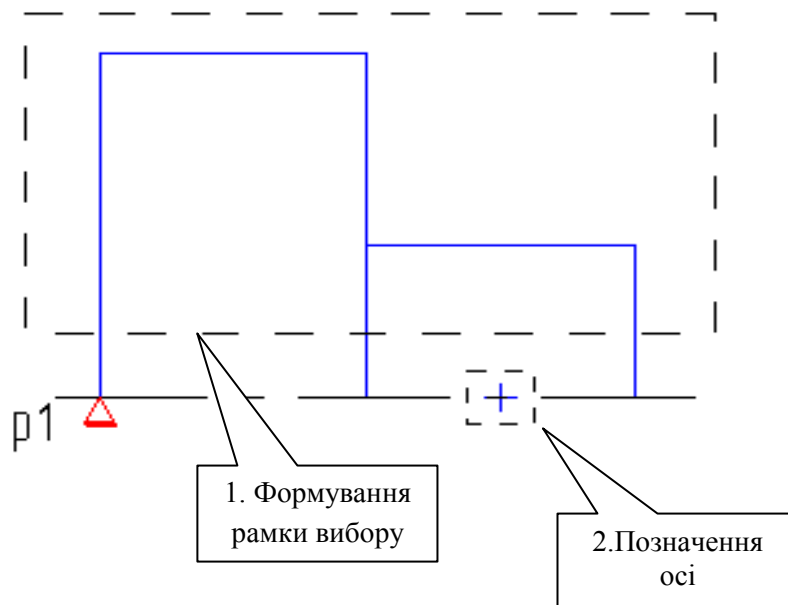 p1
1. Формування
рамки вибору
2.Позначення
осі